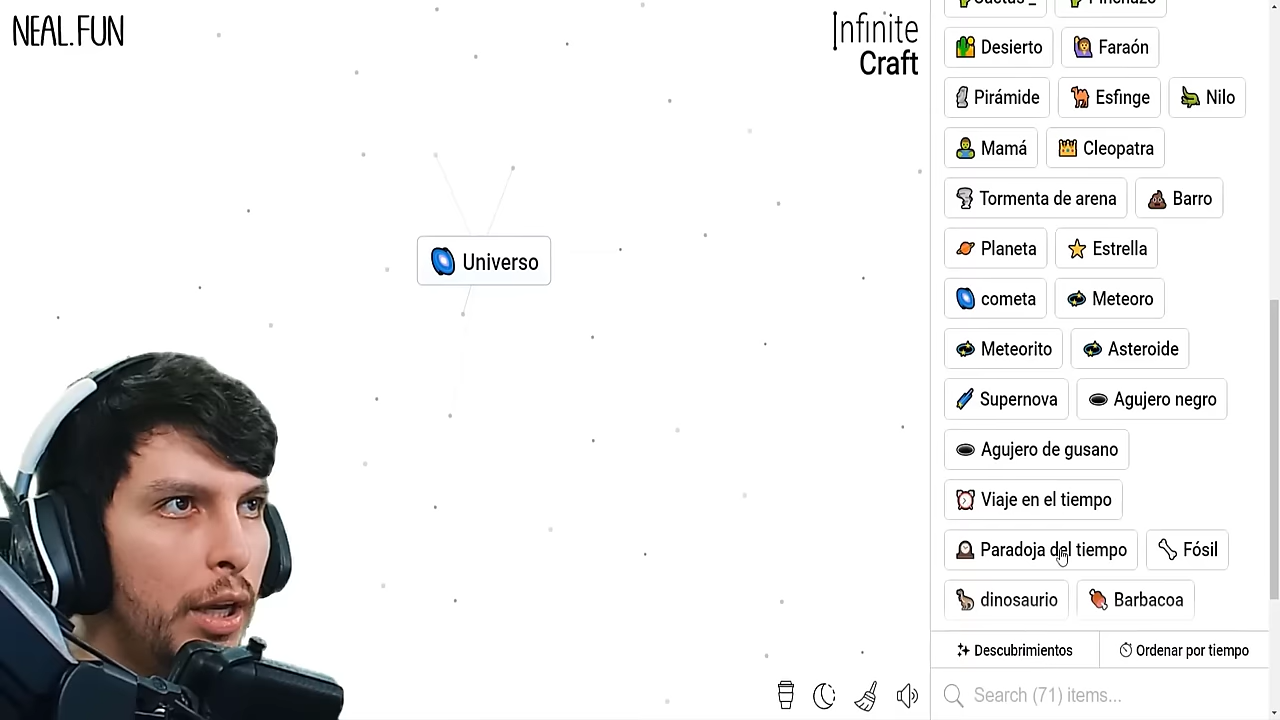 NEAL.FUN
Infinite
Craft
Universo
Cactus_
Pinchazo
Desierto
Faraón
Pirámide
Esfinge
Nilo
Mamá
Cleopatra
Tormenta de arena
Barro
Planeta
Estrella
cometa
Meteoro
Meteorito
Asteroide
Supernova
Agujero negro
Agujero de gusano
Viaje en el tiempo
Paradoja del tiempo
Fósil
dinosaurio
Barbacoa
Descubrimientos
Ordenar por tiempo
Search (71) items...